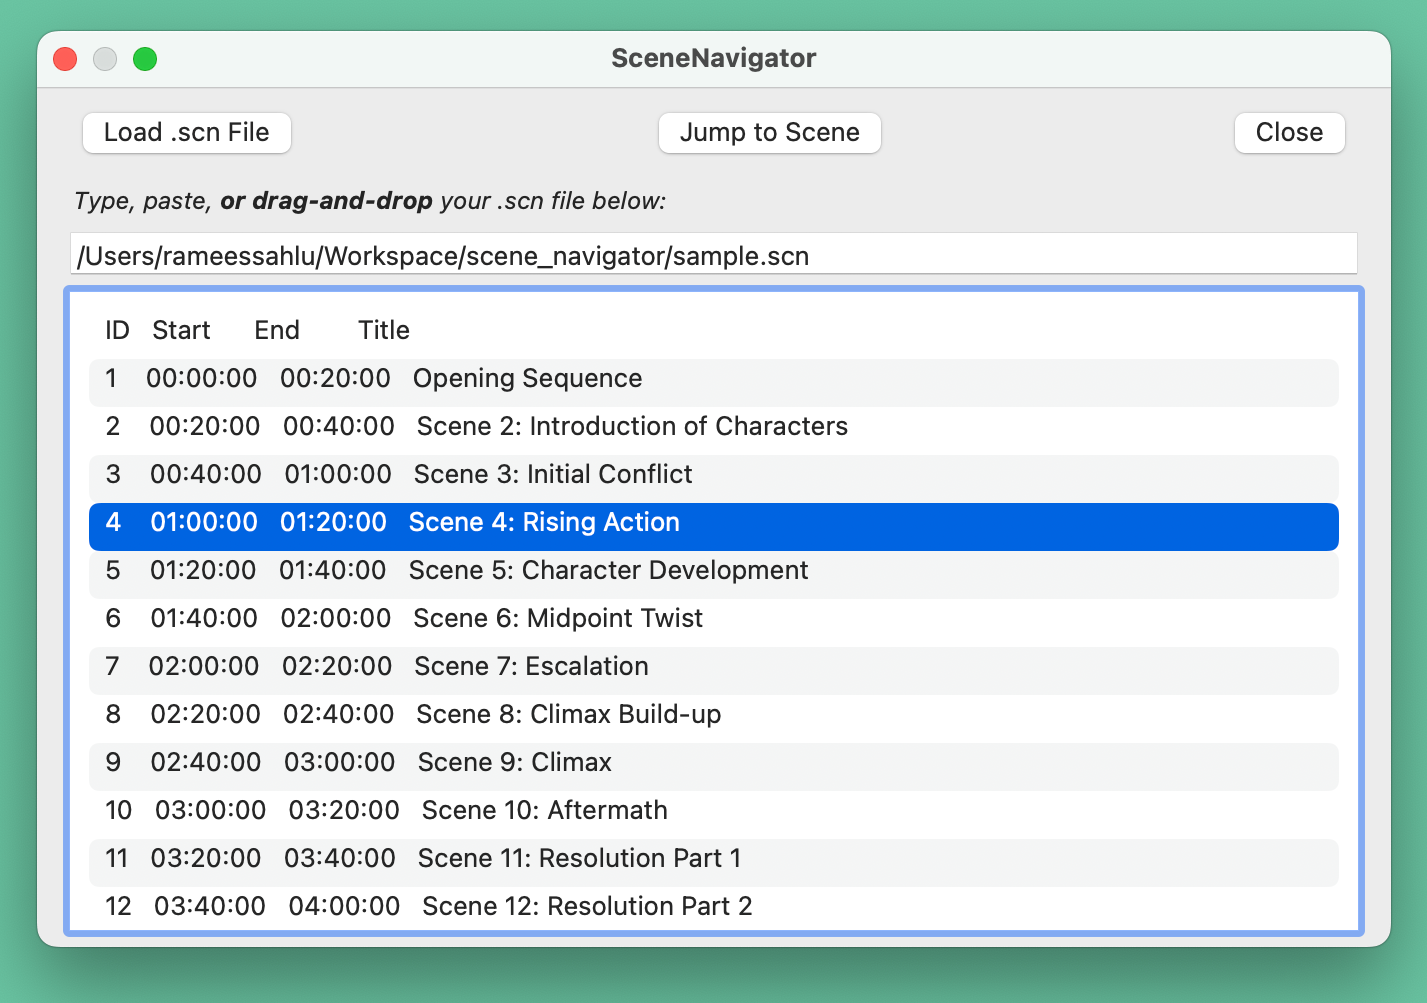 SceneNavigator
Load .scn File Jump to Scene Close
Type, paste, or drag-and-drop your .scn file below:
/Users/rameessahlu/Workspace/scene_navigator/sample.scn
ID Start End Title
1 00:00:00 00:20:00 Opening Sequence
2 00:20:00 00:40:00 Scene 2: Introduction of Characters
3 00:40:00 01:00:00 Scene 3: Initial Conflict
4 01:00:00 01:20:00 Scene 4: Rising Action
5 01:20:00 01:40:00 Scene 5: Character Development
6 01:40:00 02:00:00 Scene 6: Midpoint Twist
7 02:00:00 02:20:00 Scene 7: Escalation
8 02:20:00 02:40:00 Scene 8: Climax Build-up
9 02:40:00 03:00:00 Scene 9: Climax
10 03:00:00 03:20:00 Scene 10: Aftermath
11 03:20:00 03:40:00 Scene 11: Resolution Part 1
12 03:40:00 04:00:00 Scene 12: Resolution Part 2